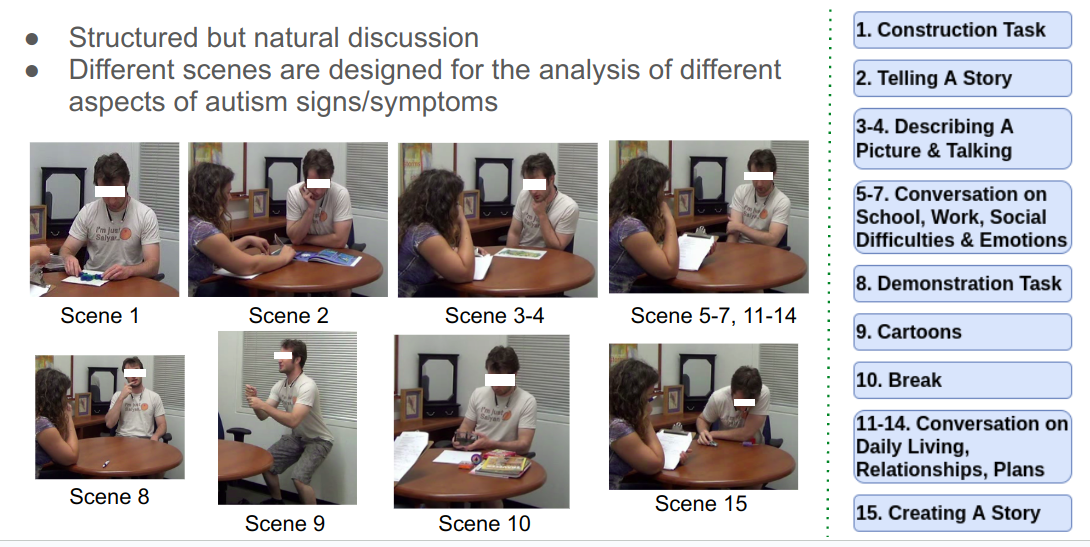 ● Structured but natural discussion
● Different scenes are designed for the analysis of different
aspects of autism signs/symptoms
Scene 1
Scene 2
Scene 3-4
Scene 5-7, 11-14
Scene 8
Scene 9
Scene 10
Scene 15
1. Construction Task
2. Telling A Story
3-4. Describing A
Picture & Talking
5-7. Conversation on
School, Work, Social
Difficulties & Emotions
8. Demonstration Task
9. Cartoons
10. Break
11-14. Conversation on
Daily Living,
Relationships, Plans
15. Creating A Story